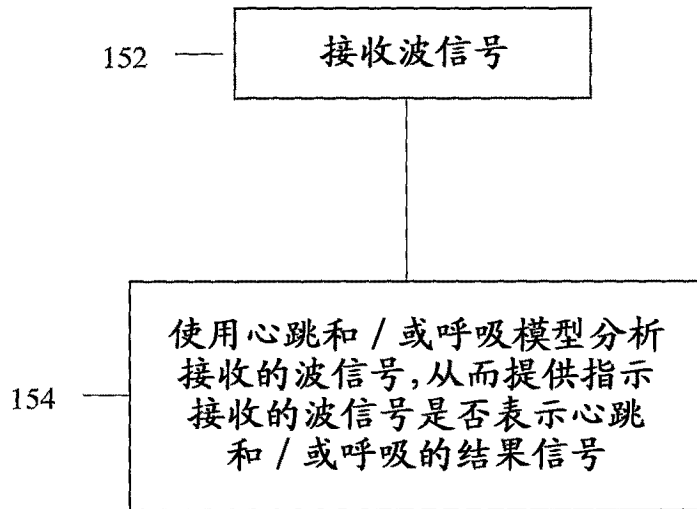 152
接收波信号
使用心跳和 / 或呼吸模型分析
接收的波信号,从而提供指示
154
接收的波信号是否表示心跳
和 / 或呼吸的结果信号